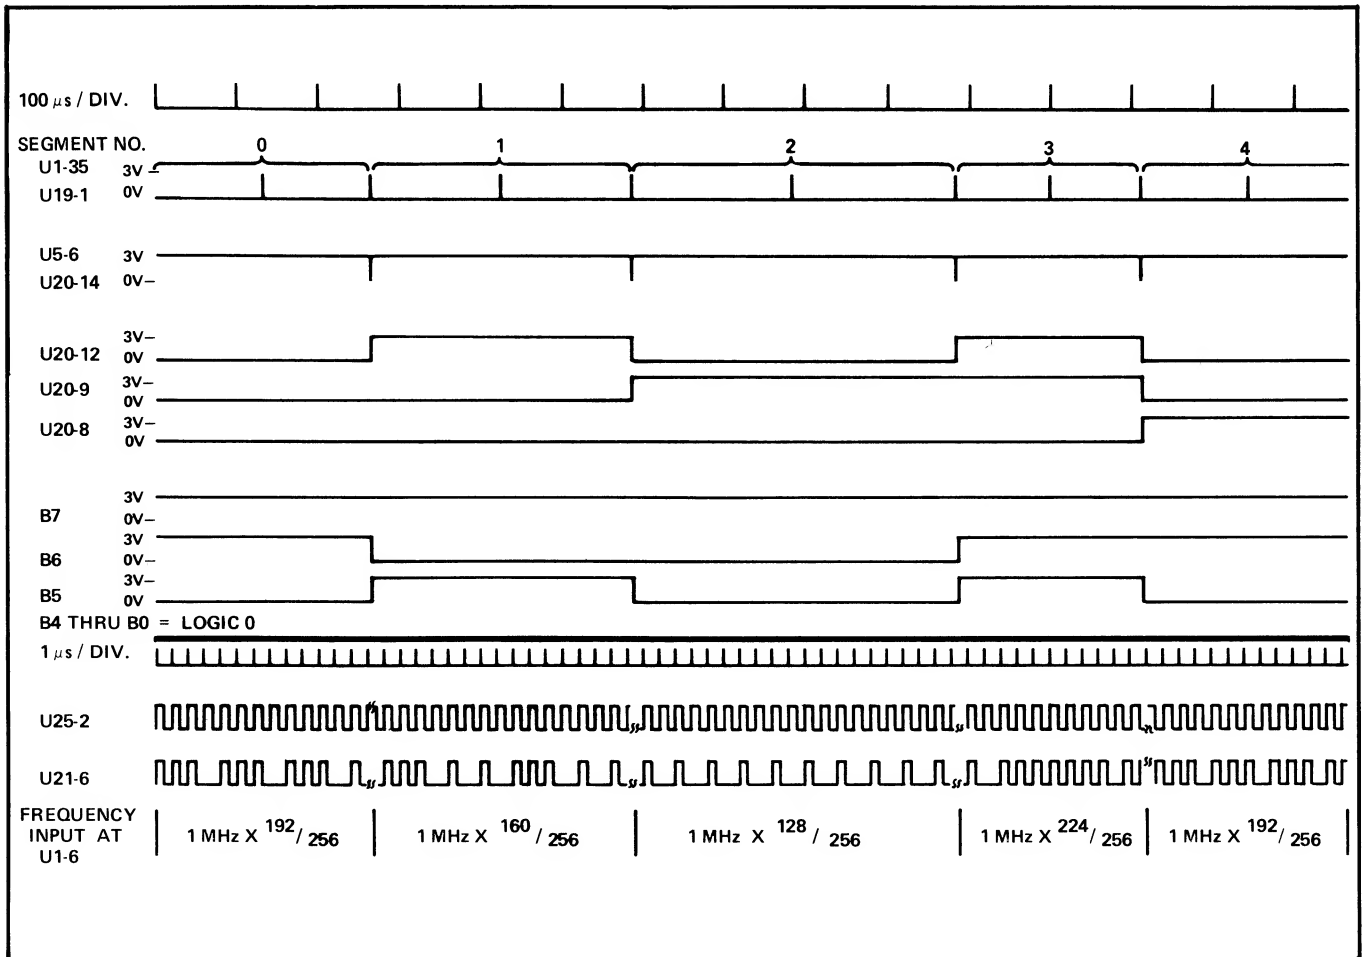 100 μs / DIV.
SEGMENT NO. 0 1 2 3 4
U1-35 3V
U19-1 0V
U5-6 3V
U20-14 0V
3V
U20-12 0V
3V
U20-9 0V
3V
U20-8 0V
3V
B7 0V
3V
B6 0V
3V
B5 0V
B4 THRU B0 = LOGIC 0
1 μs / DIV.
U25-2
U21-6
FREQUENCY
INPUT AT
U1-6
1 MHz X 192/256 1 MHz X 160/256 1 MHz X 128/256 1 MHz X 224/256 1 MHz X 192/256